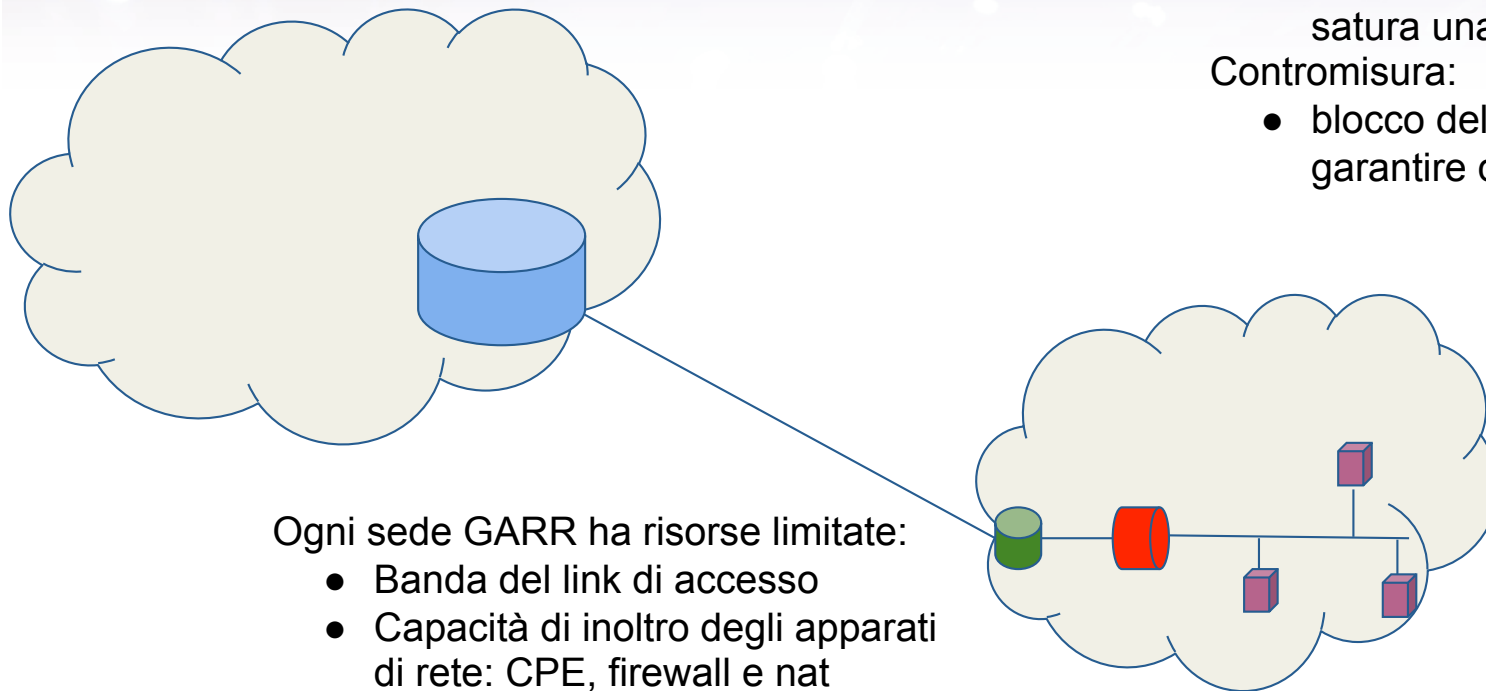 satura una
Contromisura:
● blocco del
garantire
Ogni sede GARR ha risorse limitate:
● Banda del link di accesso
● Capacità di inoltro degli apparati
di rete: CPE, firewall e nat